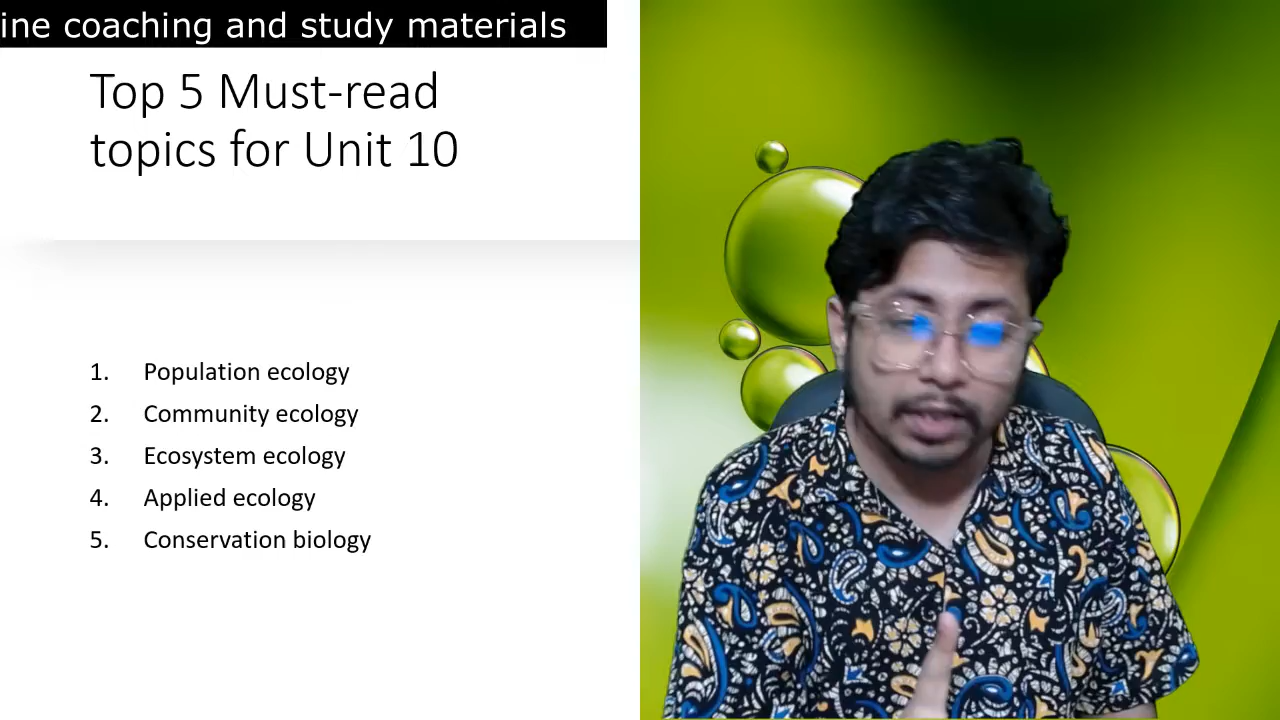 ine coaching and study materials
Top 5 Must-read
topics for Unit 10
1. Population ecology
2. Community ecology
3. Ecosystem ecology
4. Applied ecology
5. Conservation biology